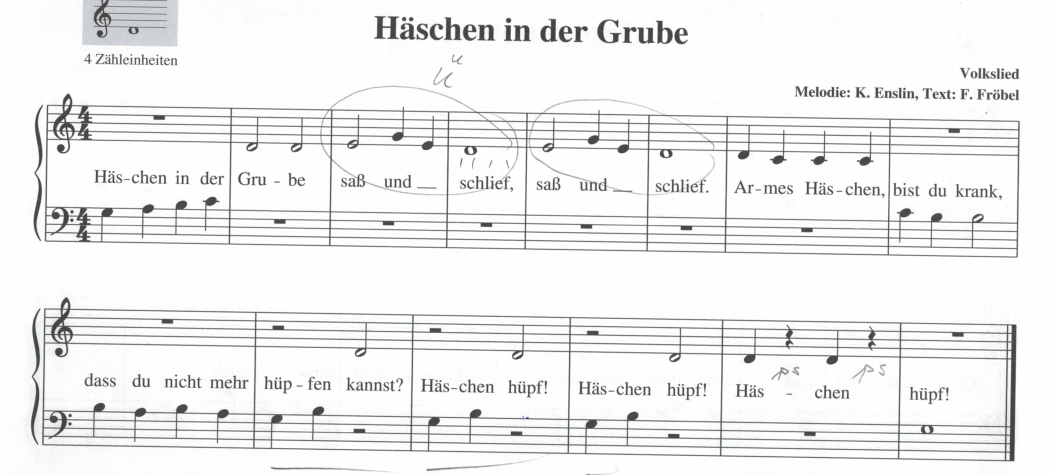 Häschen in der Grube
4 Zähleinheiten
Volkslied
Melodie: K. Enslin, Text: F. Fröbel
Häs-chen in der Gru - be saß und __ schlief, saß und __ schlief. Ar-mes Häs-chen, bist du krank,
dass du nicht mehr hüp - fen kannst? Häs-chen hüpf! Häs-chen hüpf! Häs - chen hüpf!
ps ps